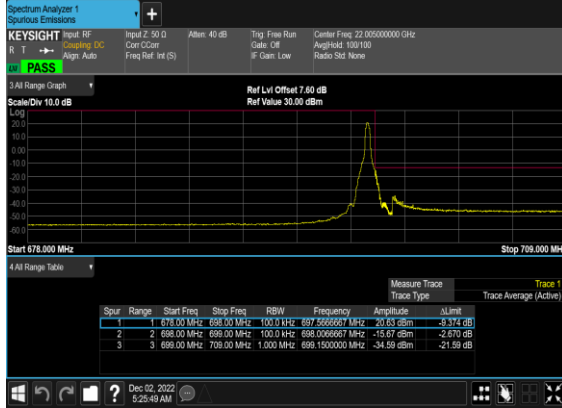 Spectrum Analyzer 1
Spurious Emissions
KEYSIGHT
R T
LXI PASS
Input: RF
Coupling: DC
Align: Auto
Input Z: 50 Ω
Corr CCorr
Freq Ref: Int (S)
Atten: 40 dB
Trig: Free Run
Gate: Off
IF Gain: Low
Center Freq: 22.005000000 GHz
Avg|Hold: 100/100
Radio Std: None
3 All Range Graph
Scale/Div 10.0 dB
Ref Lvl Offset 7.60 dB
Ref Value 30.00 dBm
Log
20.0
10.0
0.00
-10.0
-20.0
-30.0
-40.0
-50.0
-60.0
Start 678.000 MHz
Stop 709.000 MH
4 All Range Table
Measure Trace Trace 1
Trace Type Trace Average (Active)
Spur Range Start Freq Stop Freq RBW Frequency Amplitude ΔLimit
1 1 678.00 MHz 698.00 MHz 100.0 kHz 697.5666667 MHz 20.63 dBm -9.374 dB
2 2 698.00 MHz 699.00 MHz 100.0 kHz 698.0066667 MHz -15.67 dBm -2.670 dB
3 3 699.00 MHz 709.00 MHz 1.000 MHz 699.1500000 MHz -34.59 dBm -21.59 dB
?
Dec 02, 2022
5:25:49 AM